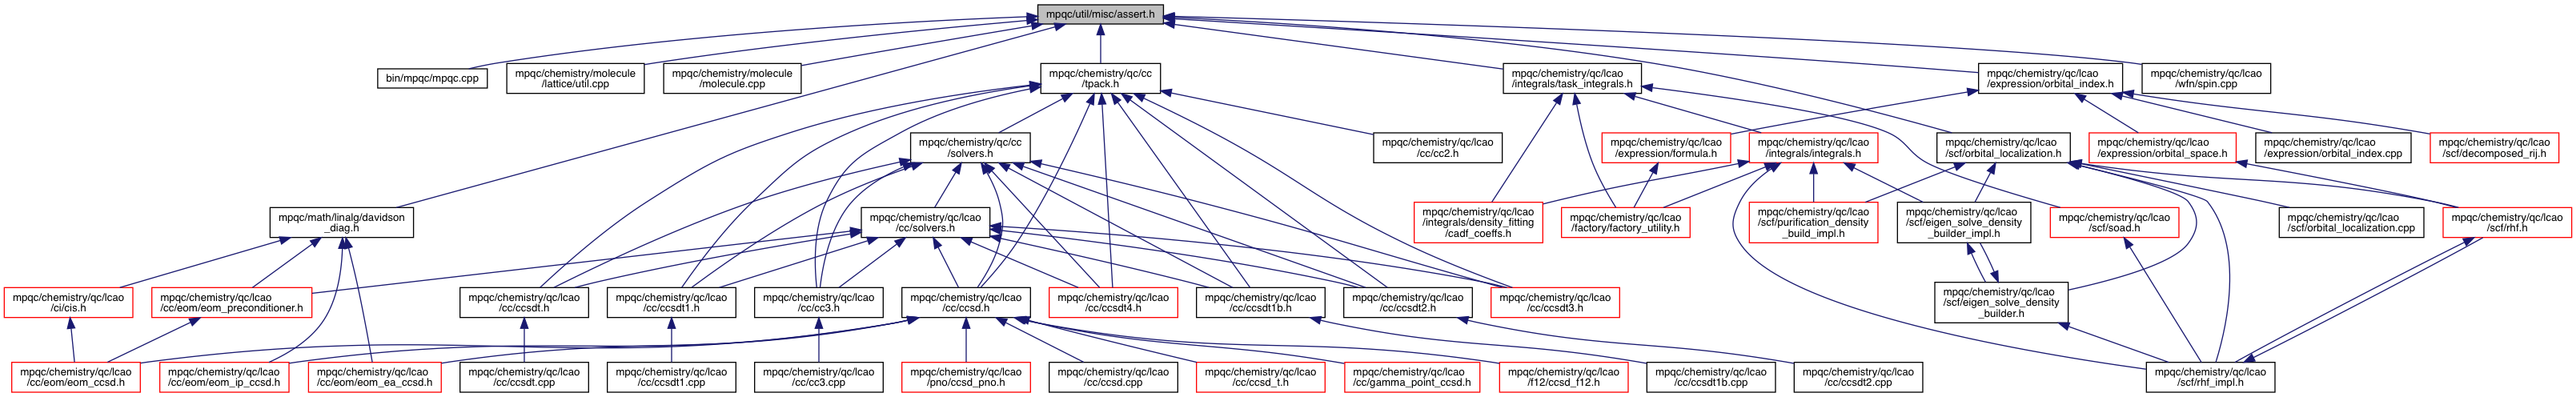 mpqc/util/misc/assert.h
bin/mpqc/mpqc.cpp
mpqc/chemistry/molecule
/lattice/util.cpp
mpqc/chemistry/molecule
/molecule.cpp
mpqc/chemistry/qc/cc
/tpack.h
mpqc/chemistry/qc/lcao
/integrals/task_integrals.h
mpqc/chemistry/qc/lcao
/expression/orbital_index.h
mpqc/chemistry/qc/lcao
/wfn/spin.cpp
mpqc/chemistry/qc/cc
/solvers.h
mpqc/chemistry/qc/lcao
/cc/cc2.h
mpqc/chemistry/qc/lcao
/expression/formula.h
mpqc/chemistry/qc/lcao
/integrals/integrals.h
mpqc/chemistry/qc/lcao
/scf/orbital_localization.h
mpqc/chemistry/qc/lcao
/expression/orbital_space.h
mpqc/chemistry/qc/lcao
/expression/orbital_index.cpp
mpqc/chemistry/qc/lcao
/scf/decomposed_rij.h
mpqc/math/linalg/davidson
_diag.h
mpqc/chemistry/qc/lcao
/cc/solvers.h
mpqc/chemistry/qc/lcao
/integrals/density_fitting
/cadf_coeffs.h
mpqc/chemistry/qc/lcao
/factory/factory_utility.h
mpqc/chemistry/qc/lcao
/scf/purification_density
_build_impl.h
mpqc/chemistry/qc/lcao
/scf/eigen_solve_density
_builder_impl.h
mpqc/chemistry/qc/lcao
/scf/soad.h
mpqc/chemistry/qc/lcao
/scf/orbital_localization.cpp
mpqc/chemistry/qc/lcao
/scf/rhf.h
mpqc/chemistry/qc/lcao
/ci/cis.h
mpqc/chemistry/qc/lcao
/cc/eom/eom_preconditioner.h
mpqc/chemistry/qc/lcao
/cc/ccsdt.h
mpqc/chemistry/qc/lcao
/cc/ccsdt1.h
mpqc/chemistry/qc/lcao
/cc/cc3.h
mpqc/chemistry/qc/lcao
/cc/ccsd.h
mpqc/chemistry/qc/lcao
/cc/ccsdt4.h
mpqc/chemistry/qc/lcao
/cc/ccsdt1b.h
mpqc/chemistry/qc/lcao
/cc/ccsdt2.h
mpqc/chemistry/qc/lcao
/cc/ccsdt3.h
mpqc/chemistry/qc/lcao
/scf/eigen_solve_density
_builder.h
mpqc/chemistry/qc/lcao
/cc/eom/eom_ccsd.h
mpqc/chemistry/qc/lcao
/cc/eom/eom_ip_ccsd.h
mpqc/chemistry/qc/lcao
/cc/eom/eom_ea_ccsd.h
mpqc/chemistry/qc/lcao
/cc/ccsdt.cpp
mpqc/chemistry/qc/lcao
/cc/ccsdt1.cpp
mpqc/chemistry/qc/lcao
/cc/cc3.cpp
mpqc/chemistry/qc/lcao
/pno/ccsd_pno.h
mpqc/chemistry/qc/lcao
/cc/ccsd.cpp
mpqc/chemistry/qc/lcao
/cc/ccsd_t.h
mpqc/chemistry/qc/lcao
/cc/gamma_point_ccsd.h
mpqc/chemistry/qc/lcao
/f12/ccsd_f12.h
mpqc/chemistry/qc/lcao
/cc/ccsdt1b.cpp
mpqc/chemistry/qc/lcao
/cc/ccsdt2.cpp
mpqc/chemistry/qc/lcao
/scf/rhf_impl.h